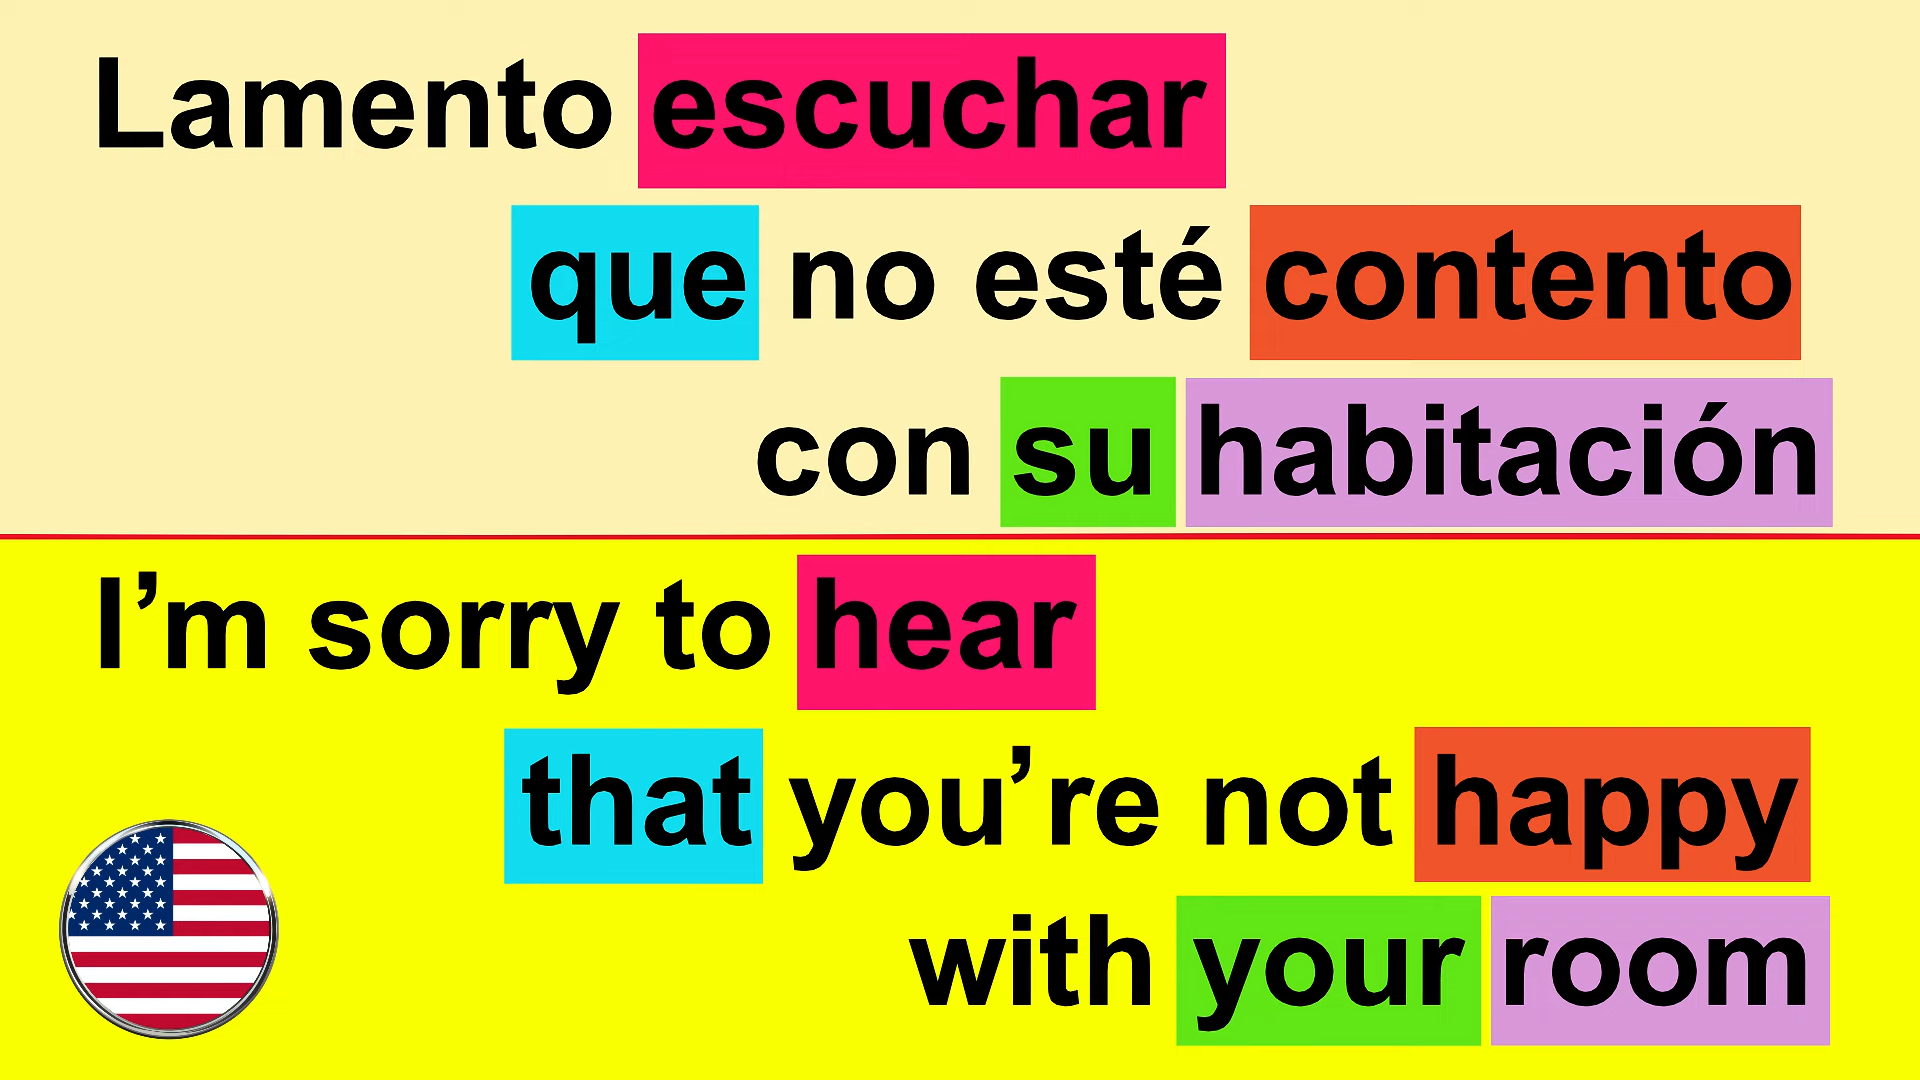 Lamento escuchar
que no esté contento
con su habitación
I’m sorry to hear
that you’re not happy
with your room